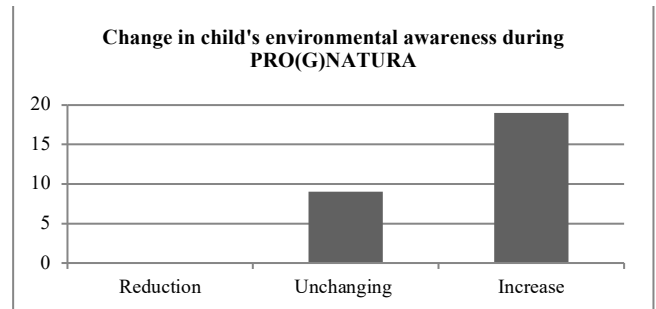 Change in child's environmental awareness during
PRO(G)NATURA
20
15
10
5
0
Reduction Unchanging Increase